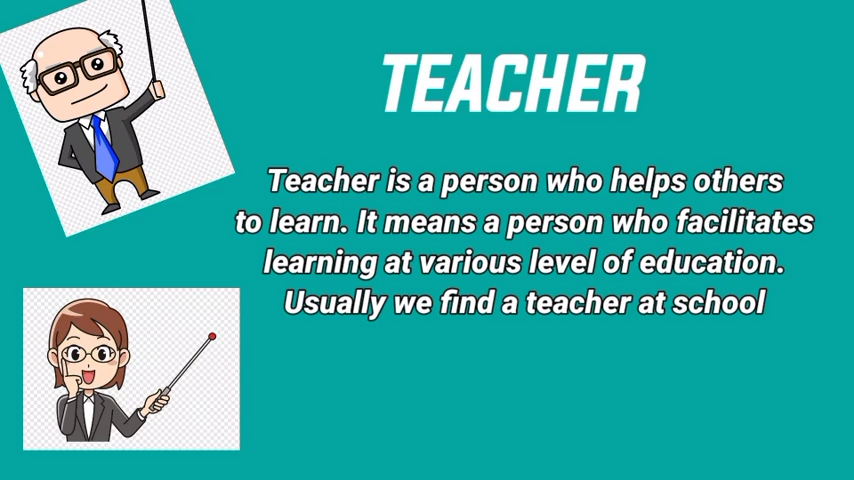 TEACHER
Teacher is a person who helps others
to learn. It means a person who facilitates
learning at various level of education.
Usually we find a teacher at school